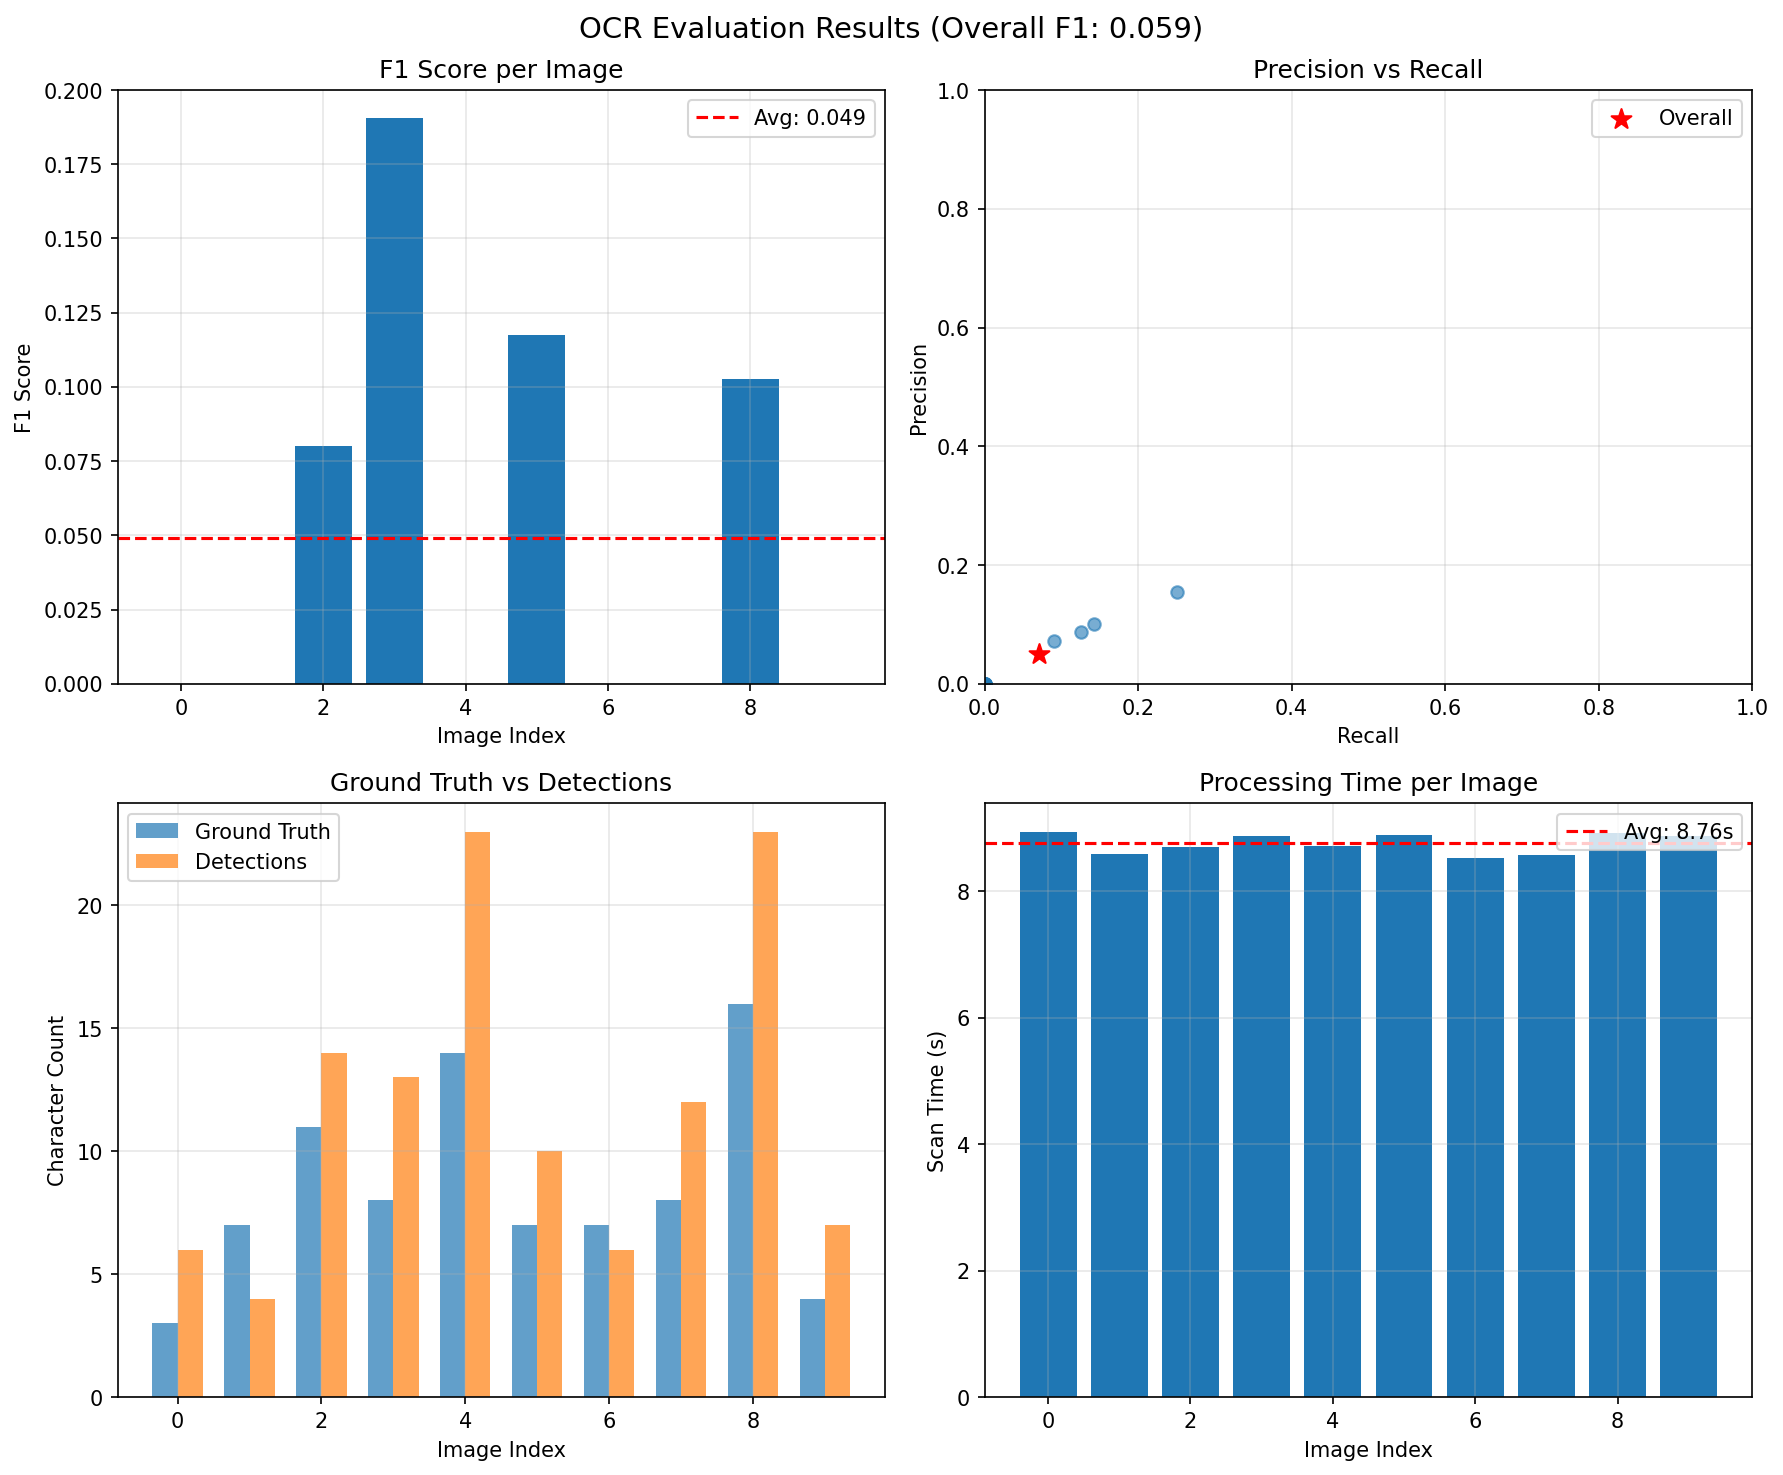 OCR Evaluation Results (Overall F1: 0.059)
F1 Score per Image
0.200
0.175
0.150
0.125
0.100
0.075
0.050
0.025
0.000
F1 Score
Avg: 0.049
0 2 4 6 8
Image Index
Precision vs Recall
1.0
0.8
0.6
0.4
0.2
0.0
Precision
Overall
0.0 0.2 0.4 0.6 0.8 1.0
Recall
Ground Truth vs Detections
Ground Truth
Detections
20
15
10
5
0
Character Count
0 2 4 6 8
Image Index
Processing Time per Image
Avg: 8.76s
8
6
4
2
0
Scan Time (s)
0 2 4 6 8
Image Index